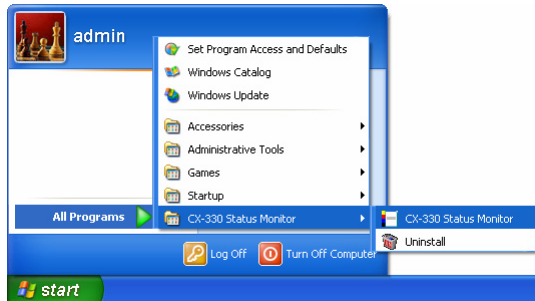 admin
Set Program Access and Defaults
Windows Catalog
Windows Update
Accessories
Administrative Tools
Games
Startup
All Programs
CX-330 Status Monitor
CX-330 Status Monitor
Uninstall
Log Off
Turn Off Computer
start